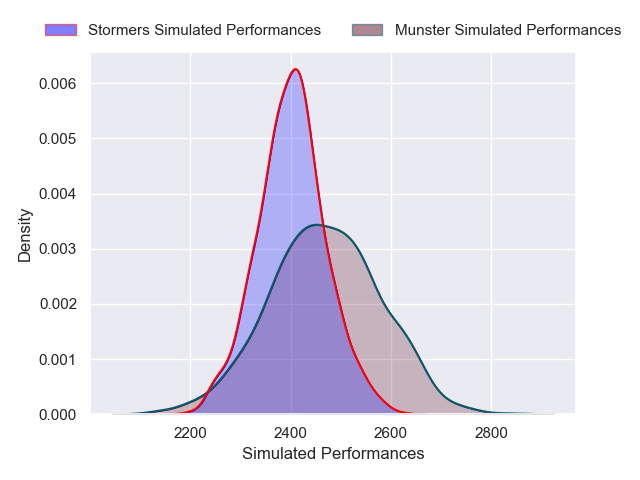 Stormers Simulated Performances
Munster Simulated Performances
0.006
0.005
0.004
0.003
0.002
0.001
0.000
Density
2200
2400
2600
2800
Simulated Performances